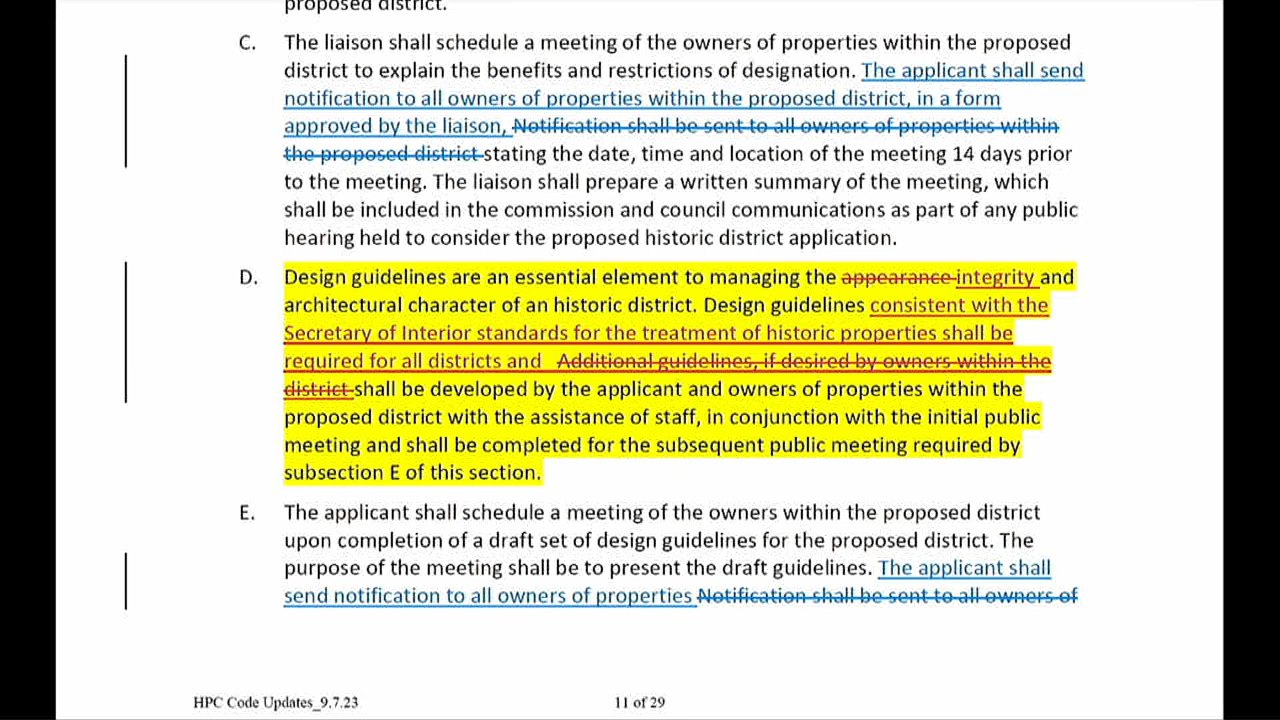 proposed district.
C. The liaison shall schedule a meeting of the owners of properties within the proposed
district to explain the benefits and restrictions of designation. The applicant shall send
notification to all owners of properties within the proposed district, in a form
approved by the liaison, Notification shall be sent to all owners of properties within
the proposed district stating the date, time and location of the meeting 14 days prior
to the meeting. The liaison shall prepare a written summary of the meeting, which
shall be included in the commission and council communications as part of any public
hearing held to consider the proposed historic district application.
D. Design guidelines are an essential element to managing the appearance integrity and
architectural character of an historic district. Design guidelines consistent with the
Secretary of Interior standards for the treatment of historic properties shall be
required for all districts and Additional guidelines, if desired by owners within the
district shall be developed by the applicant and owners of properties within the
proposed district with the assistance of staff, in conjunction with the initial public
meeting and shall be completed for the subsequent public meeting required by
subsection E of this section.
E. The applicant shall schedule a meeting of the owners within the proposed district
upon completion of a draft set of design guidelines for the proposed district. The
purpose of the meeting shall be to present the draft guidelines. The applicant shall
send notification to all owners of properties Notification shall be sent to all owners of
HPC Code Updates_9.7.23 11 of 29